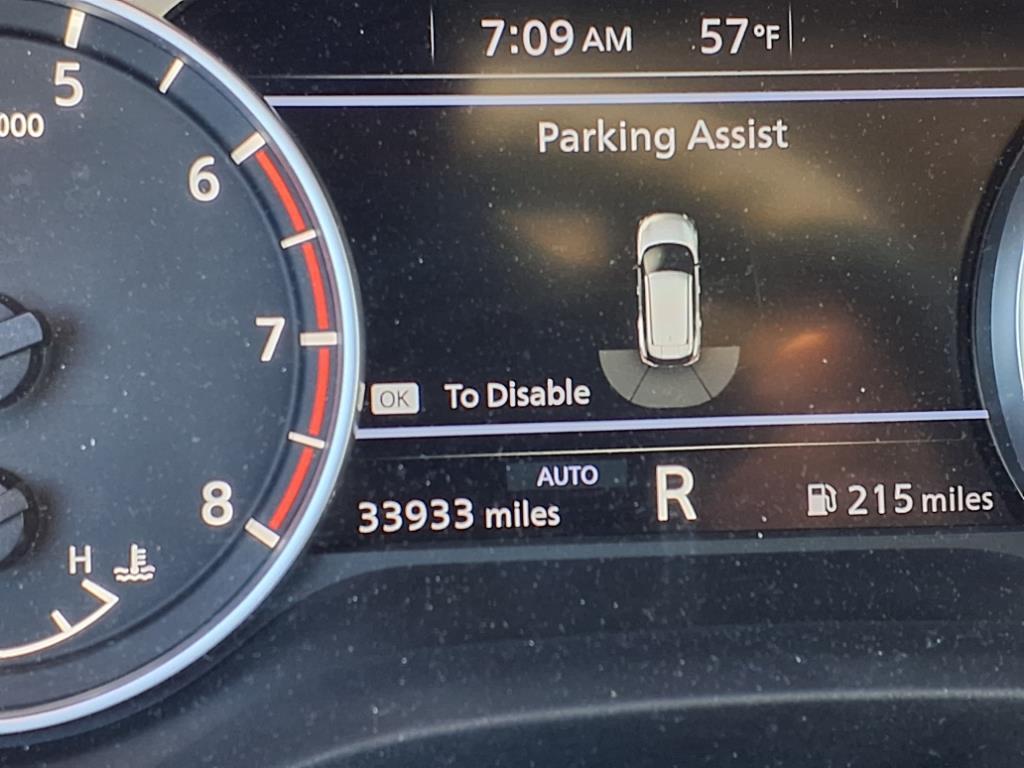 7:09 AM 57°F
5
000
Parking Assist
6
7
OK To Disable
AUTO
8
33933 miles R 215 miles
H